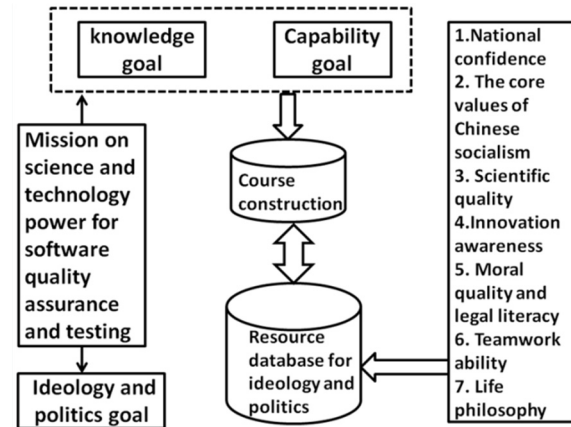 knowledge
goal
Capability
goal
Mission on
science and
technology
power for
software
quality
assurance
and testing
Ideology and
politics goal
Course
construction
Resource
database for
ideology and
politics
1.National
confidence
2. The core
values of
Chinese
socialism
3. Scientific
quality
4.Innovation
awareness
5. Moral
quality and
legal literacy
6. Teamwork
ability
7. Life
philosophy